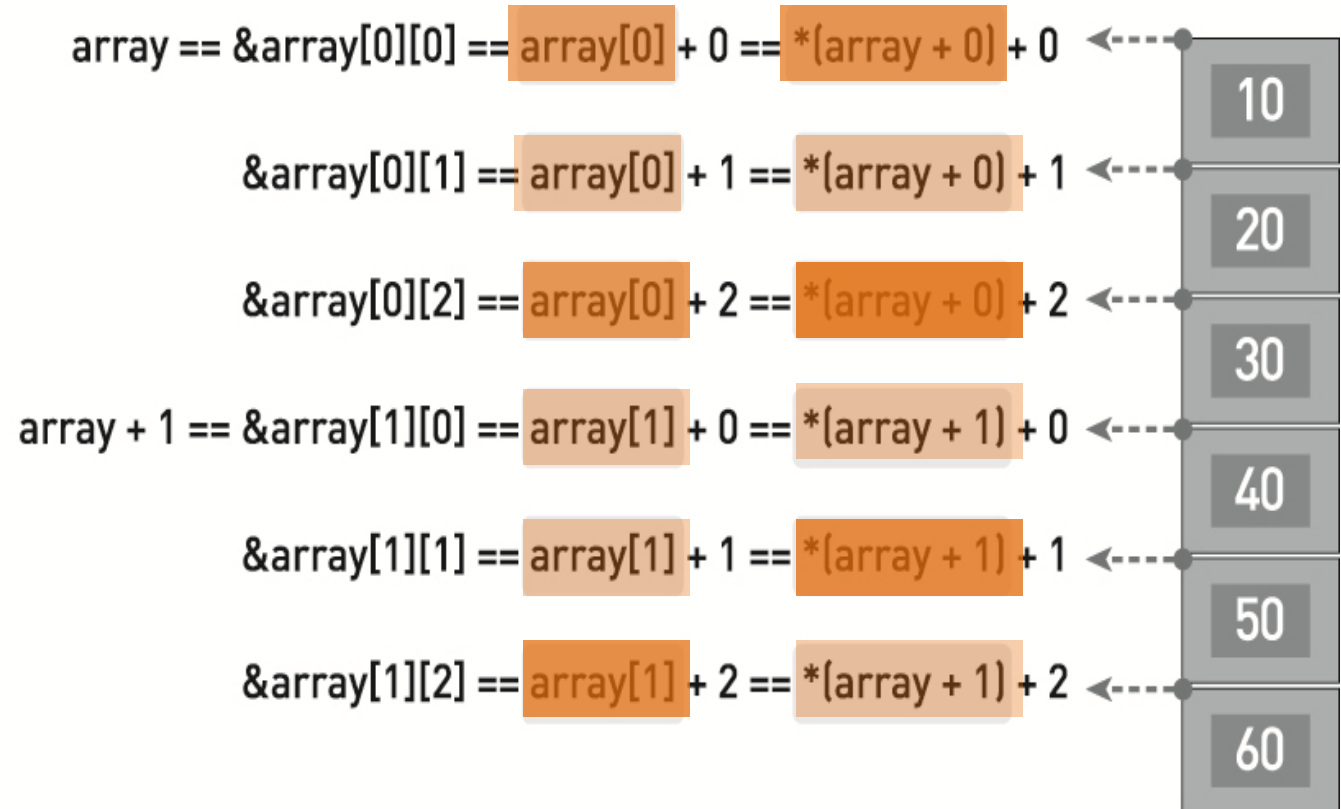 array == &array[0][0] == array[0] + 0 == *(array + 0) + 0
10
&array[0][1] == array[0] + 1 == *(array + 0) + 1
20
&array[0][2] == array[0] + 2 == *(array + 0) + 2
30
array + 1 == &array[1][0] == array[1] + 0 == *(array + 1) + 0
40
&array[1][1] == array[1] + 1 == *(array + 1) + 1
50
&array[1][2] == array[1] + 2 == *(array + 1) + 2
60